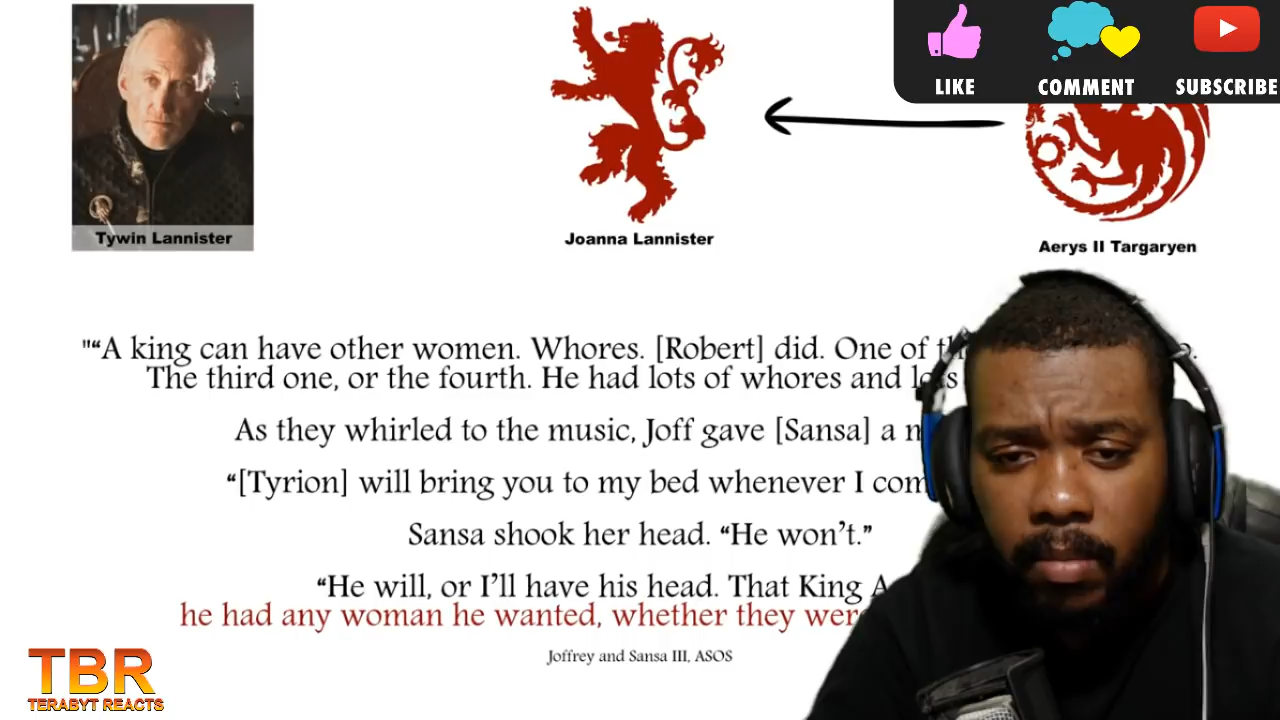 LIKE
COMMENT
SUBSCRIBE
Tywin Lannister
Joanna Lannister
Aerys II Targaryen
"“A king can have other women. Whores. [Robert] did. One of
The third one, or the fourth. He had lots of whores and
As they whirled to the music, Joff gave [Sansa] a
“[Tyrion] will bring you to my bed whenever I
Sansa shook her head. “He won’t.”
“He will, or I’ll have his head. That King
he had any woman he wanted, whether they
Joffrey and Sansa III, ASOS
TBR
TERABYT REACTS